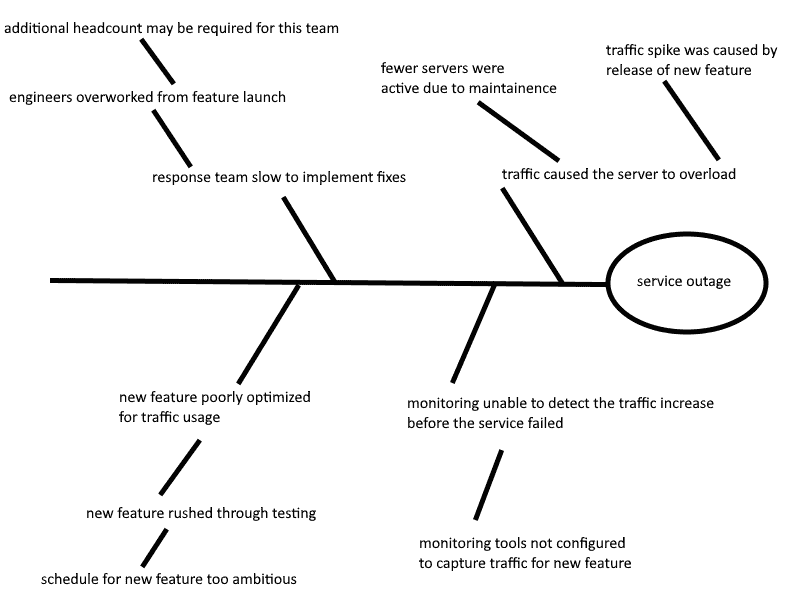 additional headcount may be required for this team
engineers overworked from feature launch
response team slow to implement fixes
fewer servers were
active due to maintainence
traffic spike was caused by
release of new feature
traffic caused the server to overload
service outage
new feature poorly optimized
for traffic usage
new feature rushed through testing
schedule for new feature too ambitious
monitoring unable to detect the traffic increase
before the service failed
monitoring tools not configured
to capture traffic for new feature